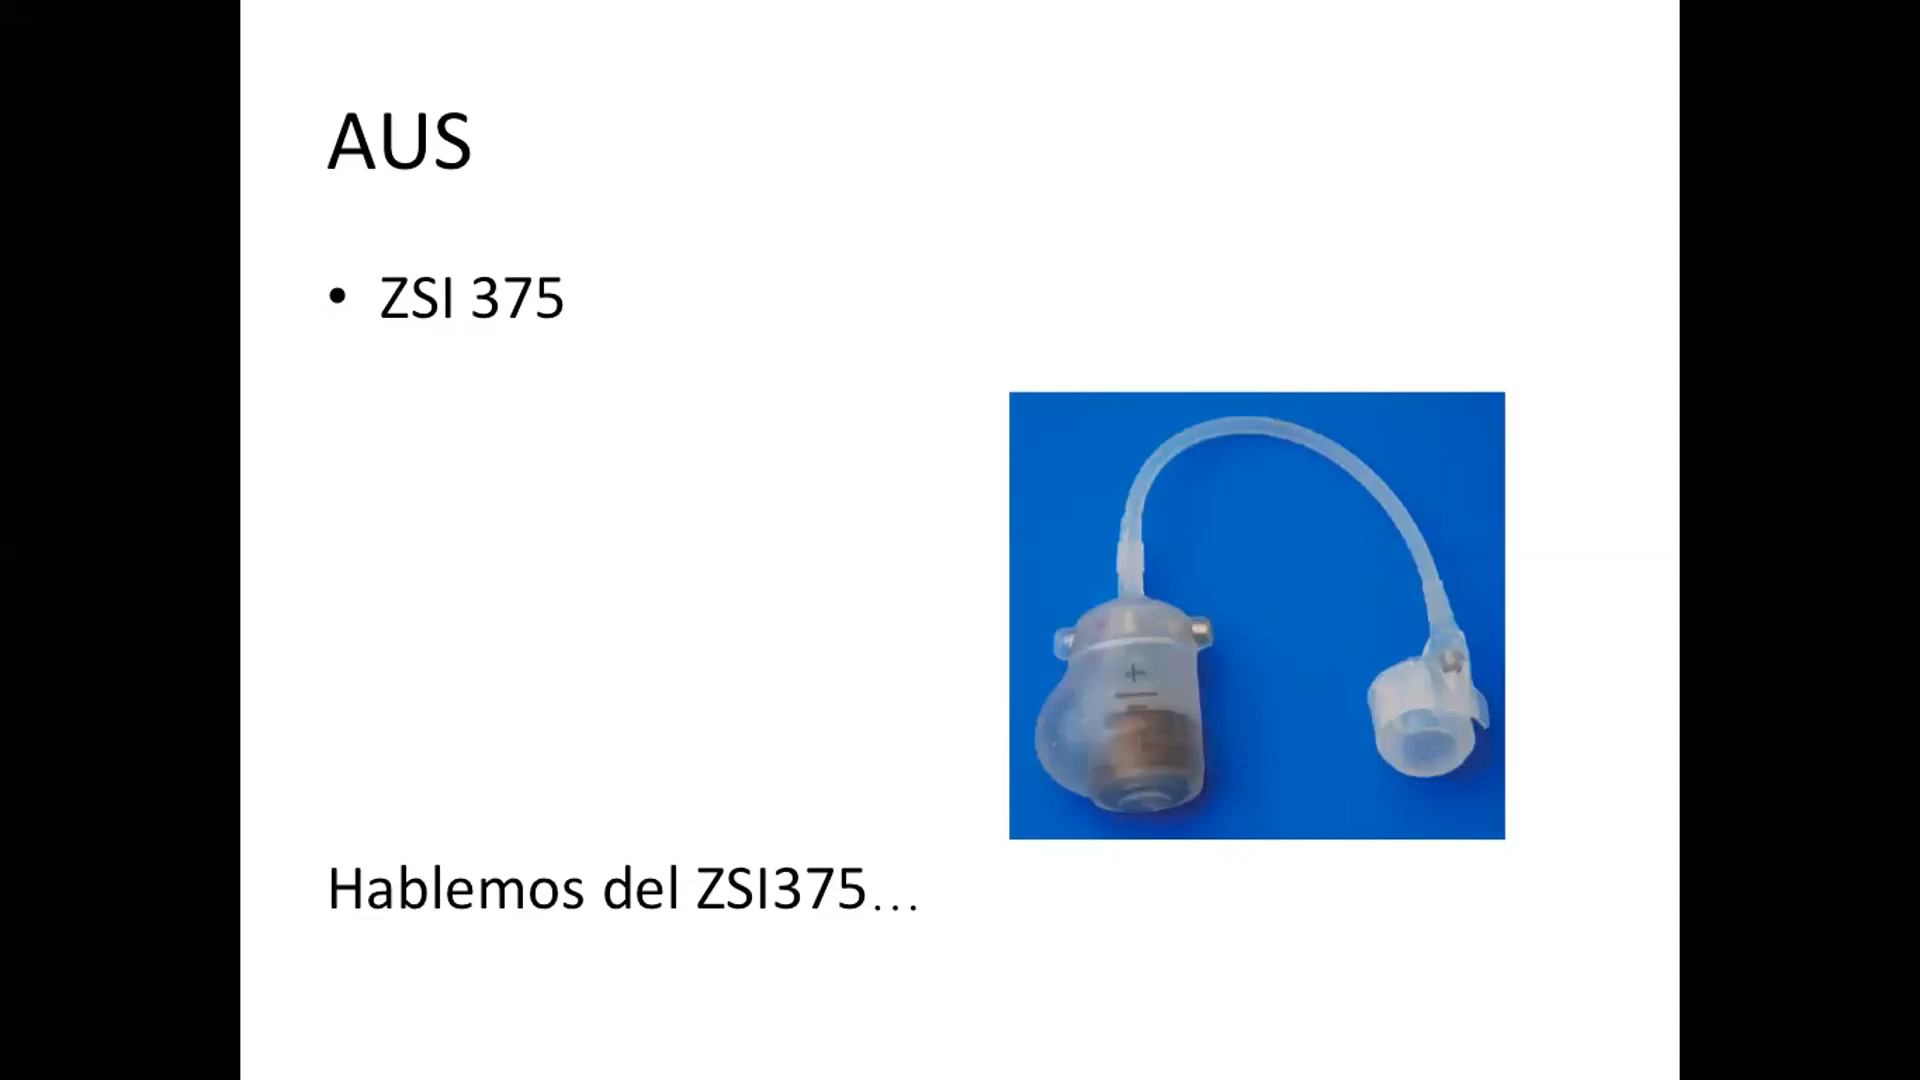 AUS
• ZSI 375
Hablemos del ZSI375...
+